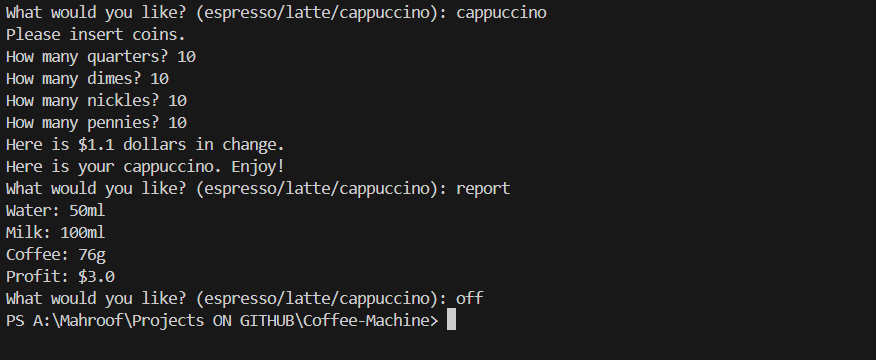 What would you like? (espresso/latte/cappuccino): cappuccino
Please insert coins.
How many quarters? 10
How many dimes? 10
How many nickles? 10
How many pennies? 10
Here is $1.1 dollars in change.
Here is your cappuccino. Enjoy!
What would you like? (espresso/latte/cappuccino): report
Water: 50ml
Milk: 100ml
Coffee: 76g
Profit: $3.0
What would you like? (espresso/latte/cappuccino): off
PS A:\Mahroof\Projects ON GITHUB\Coffee-Machine>